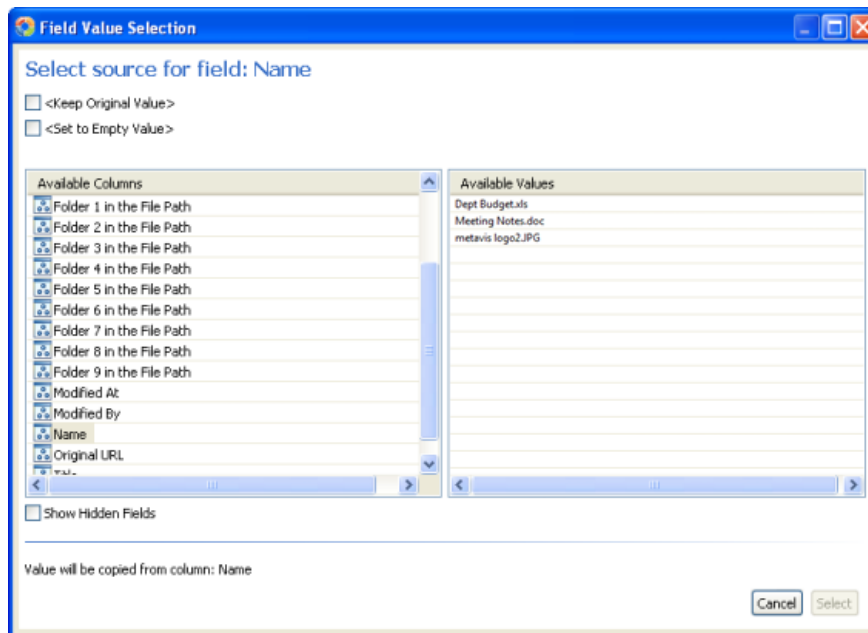 Field Value Selection
Select source for field: Name
<Keep Original Value>
<Set to Empty Value>
Available Columns
Folder 1 in the File Path
Folder 2 in the File Path
Folder 3 in the File Path
Folder 4 in the File Path
Folder 5 in the File Path
Folder 6 in the File Path
Folder 7 in the File Path
Folder 8 in the File Path
Folder 9 in the File Path
Modified At
Modified By
Name
Original URL
Title
Available Values
Dept Budget.xls
Meeting Notes.doc
metavis logo2.JPG
Show Hidden Fields
Value will be copied from column: Name
Cancel
Select